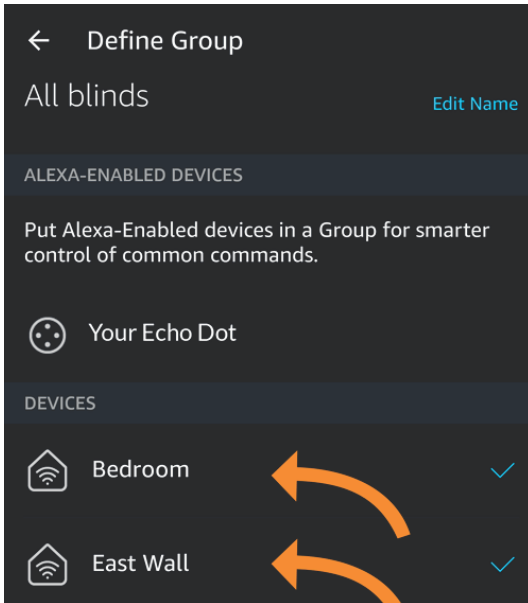 Define Group
All blinds
Edit Name
ALEXA-ENABLED DEVICES
Put Alexa-Enabled devices in a Group for smarter
control of common commands.
Your Echo Dot
DEVICES
Bedroom
East Wall